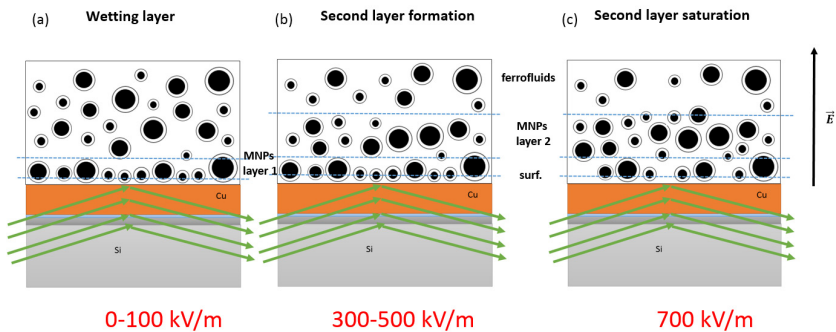 (a) Wetting layer
(b) Second layer formation
(c) Second layer saturation
ferrofluids
E
MNPs
layer 1
MNPs
layer 2
surf.
Cu
Cu
Cu
Si
Si
Si
0-100 kV/m
300-500 kV/m
700 kV/m